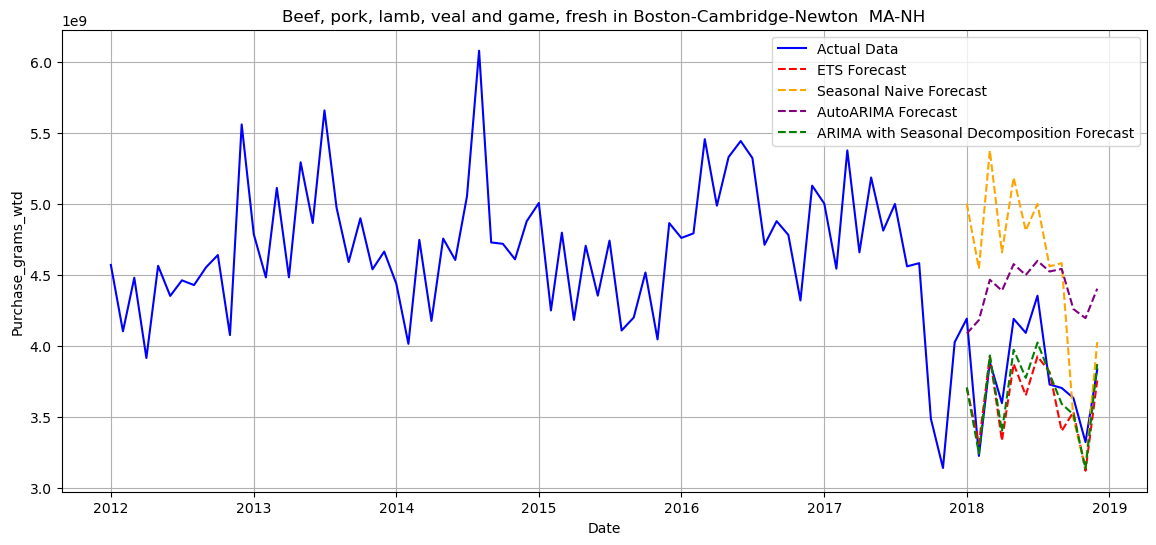 Beef, pork, lamb, veal and game, fresh in Boston-Cambridge-Newton  MA-NH
1e9
Actual Data
ETS Forecast
Seasonal Naive Forecast
AutoARIMA Forecast
ARIMA with Seasonal Decomposition Forecast
6.0
5.5
5.0
4.5
4.0
3.5
3.0
Purchase_grams_wtd
2012 2013 2014 2015 2016 2017 2018 2019
Date